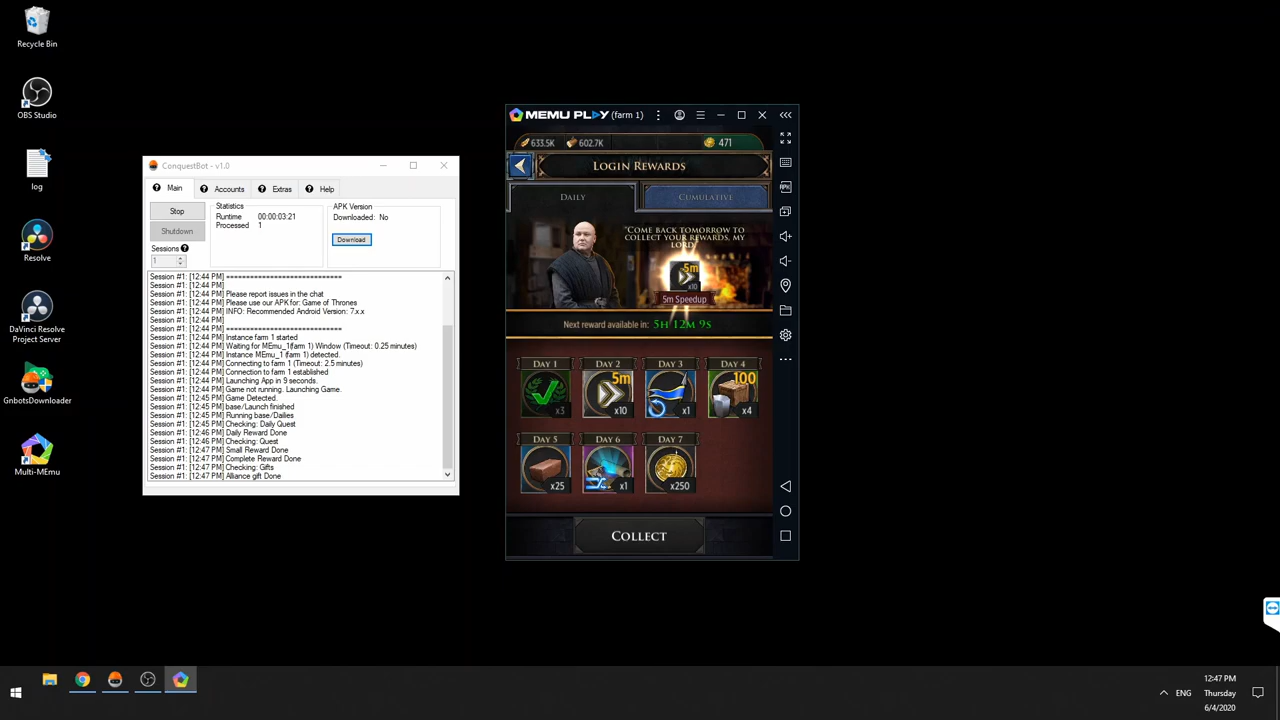 Recycle Bin
OBS Studio
log
Resolve
DaVinci Resolve
Project Server
GnbotsDownloader
Multi-MEmu
ConquestBot - v1.0
Main
Accounts
Extras
Help
Stop
Shutdown
Sessions
1
Statistics
Runtime 00:00:03:21
Processed 1
APK Version
Downloaded: No
Download
Session #1: [12:44 PM] =============================
Session #1: [12:44 PM]
Session #1: [12:44 PM] Please report issues in the chat
Session #1: [12:44 PM] Please use our APK for: Game of Thrones
Session #1: [12:44 PM] INFO: Recommended Android Version: 7.x.x
Session #1: [12:44 PM]
Session #1: [12:44 PM] =============================
Session #1: [12:44 PM] Instance farm 1 started
Session #1: [12:44 PM] Waiting for MEmu_1(farm 1) Window (Timeout: 0.25 minutes)
Session #1: [12:44 PM] Instance MEmu_1 (farm 1) detected.
Session #1: [12:44 PM] Connecting to farm 1 (Timeout: 2.5 minutes)
Session #1: [12:44 PM] Connection to farm 1 established
Session #1: [12:44 PM] Launching App in 9 seconds.
Session #1: [12:44 PM] Game not running. Launching Game.
Session #1: [12:45 PM] Game Detected.
Session #1: [12:45 PM] base/Launch finished
Session #1: [12:45 PM] Running base/Dailies
Session #1: [12:45 PM] Checking: Daily Quest
Session #1: [12:46 PM] Daily Reward Done
Session #1: [12:46 PM] Checking: Quest
Session #1: [12:47 PM] Small Reward Done
Session #1: [12:47 PM] Complete Reward Done
Session #1: [12:47 PM] Checking: Gifts
Session #1: [12:47 PM] Alliance gift Done
MEMU PLAY (farm 1)
633.5K
602.7K
471
LOGIN REWARDS
DAILY
CUMULATIVE
"COME BACK TOMORROW TO
COLLECT YOUR REWARDS, MY
LORD.
5m
x10
5m Speedup
Next reward available in: 5H 12M 9S
DAY 1
x3
DAY 2
5m
x10
DAY 3
x1
DAY 4
100
x4
DAY 5
x25
DAY 6
x1
DAY 7
x250
COLLECT
APK
ENG
12:47 PM
Thursday
6/4/2020